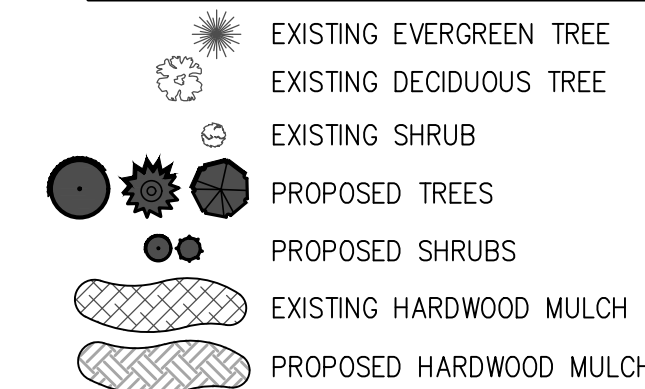 EXISTING EVERGREEN TREE
EXISTING DECIDUOUS TREE
EXISTING SHRUB
PROPOSED TREES
PROPOSED SHRUBS
EXISTING HARDWOOD MULCH
PROPOSED HARDWOOD MULCH